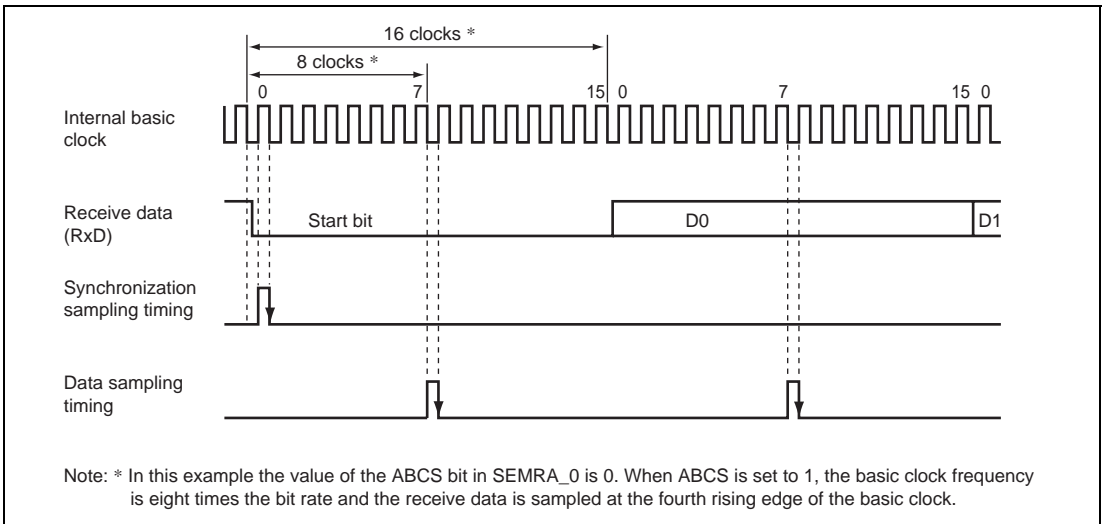 16 clocks *
8 clocks *
0 7 15 0 7 15 0
Internal basic
clock
Receive data
(RxD)
Start bit D0 D1
Synchronization
sampling timing
Data sampling
timing
Note: * In this example the value of the ABCS bit in SEMRA_0 is 0. When ABCS is set to 1, the basic clock frequency
is eight times the bit rate and the receive data is sampled at the fourth rising edge of the basic clock.